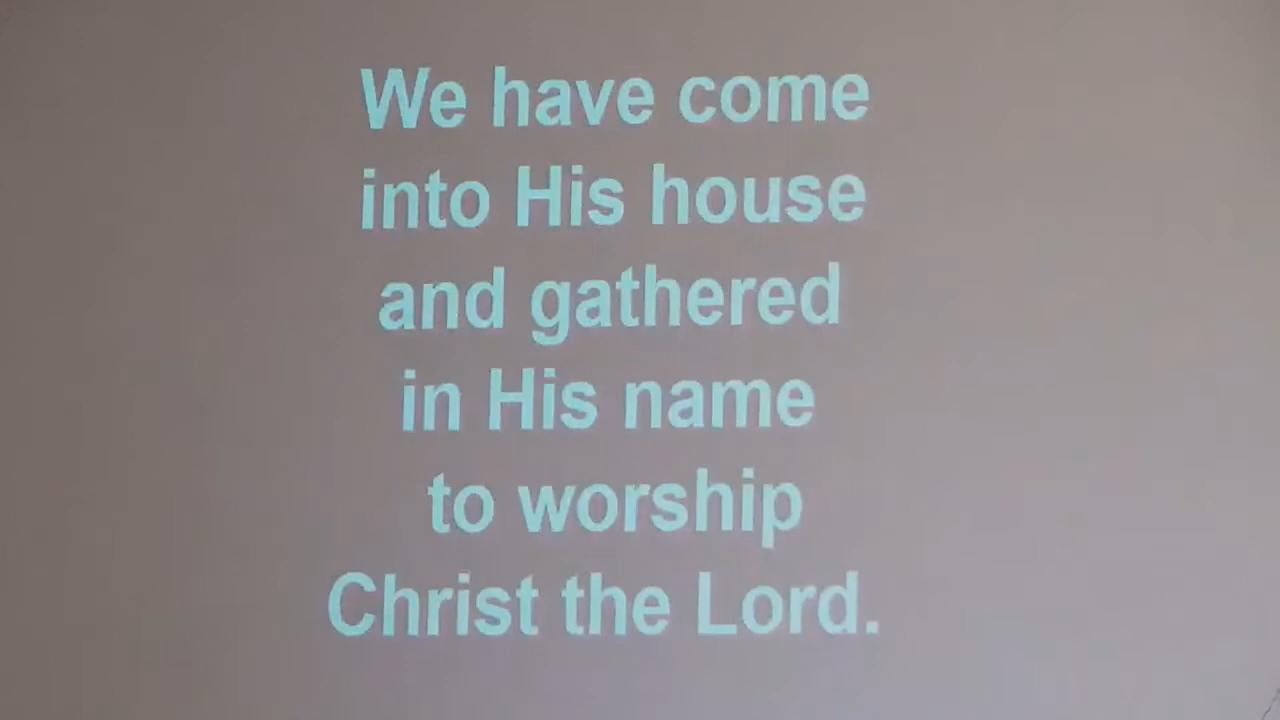 We have come
into His house
and gathered
in His name
to worship
Christ the Lord.